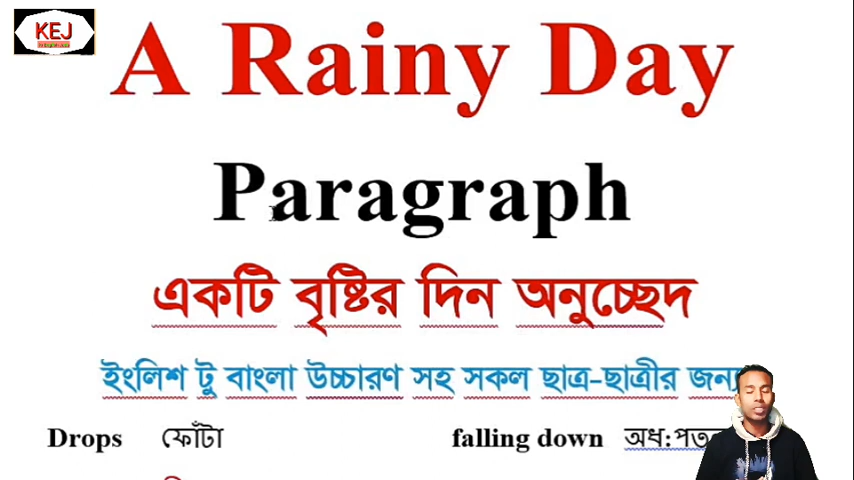 KEJ
A Rainy Day
Paragraph
একটি বৃষ্টির দিন অনুচ্ছেদ
ইংলিশ টু বাংলা উচ্চারণ সহ সকল ছাত্র-ছাত্রীর জন্য
Drops ফোঁটা falling down